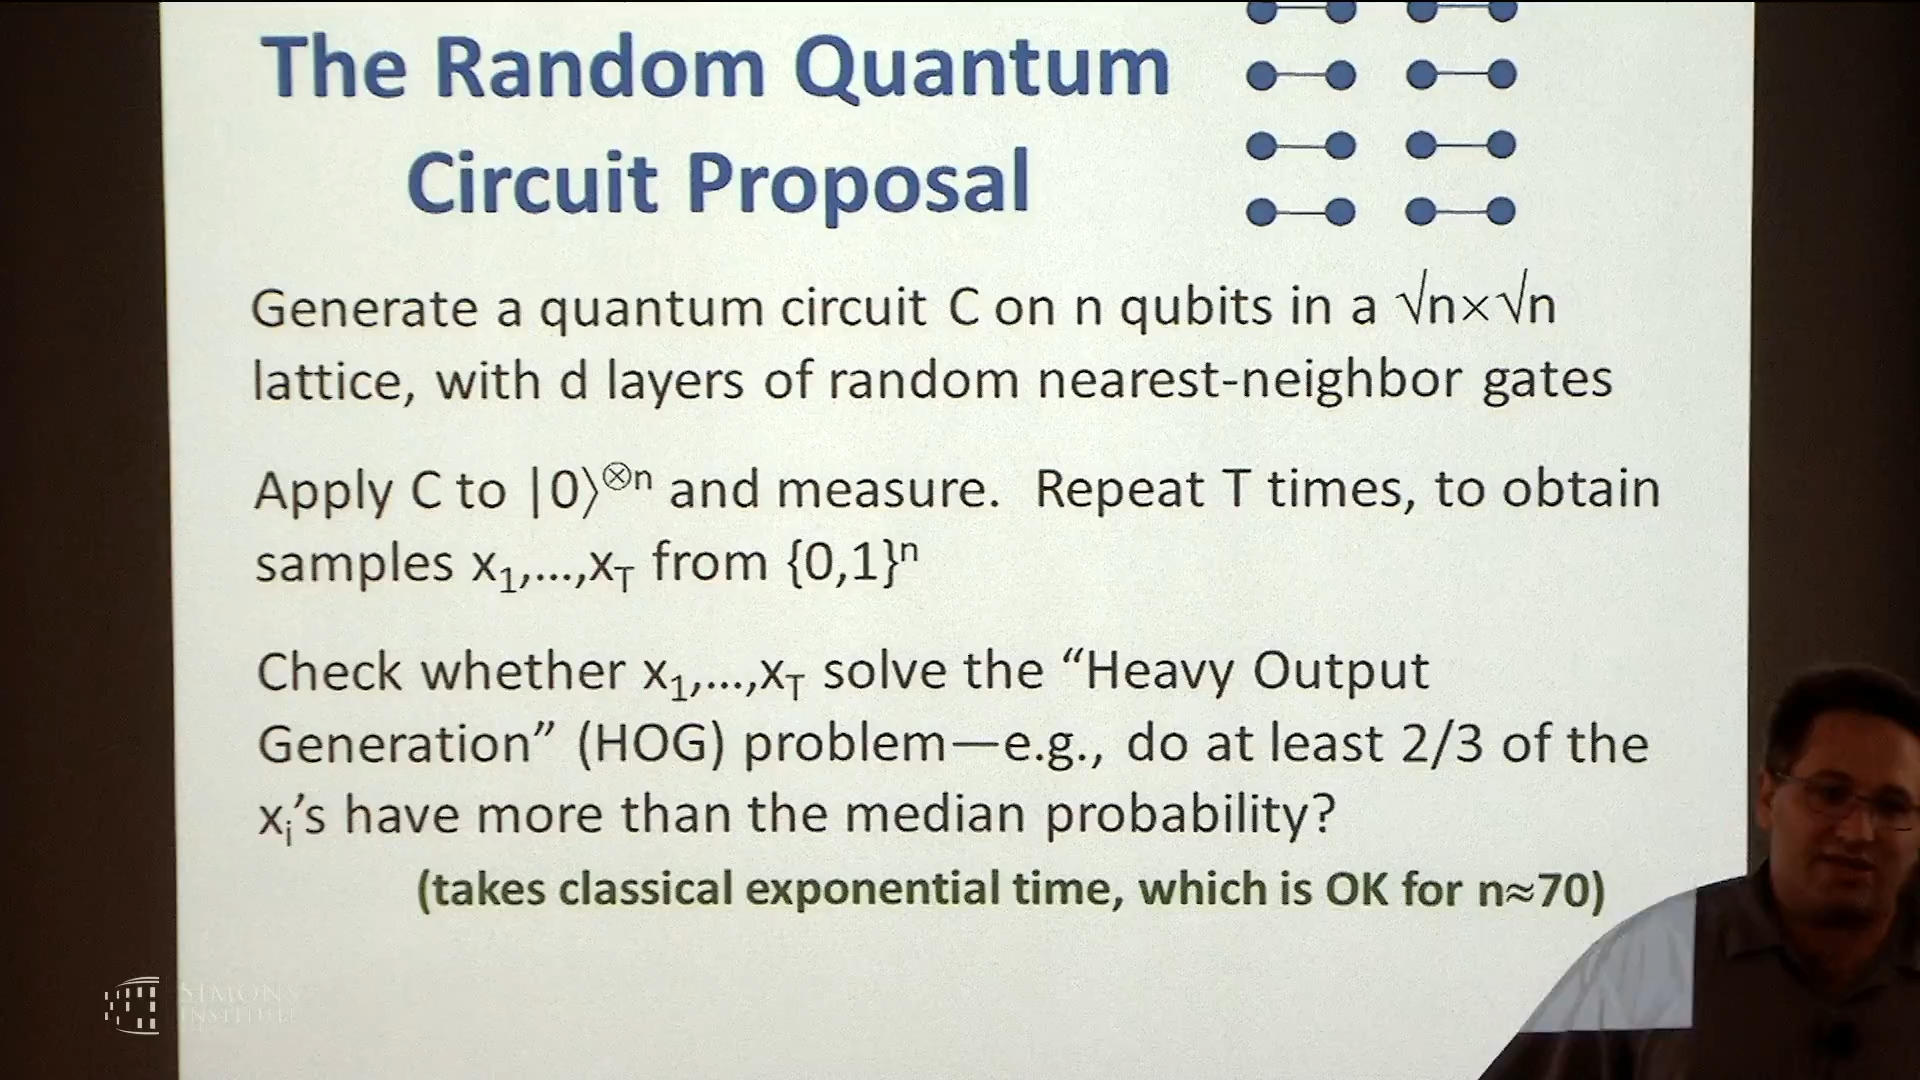 The Random Quantum
Circuit Proposal
Generate a quantum circuit C on n qubits in a √n×√n
lattice, with d layers of random nearest-neighbor gates
Apply C to |0⟩⊗n and measure. Repeat T times, to obtain
samples x1,...,xT from {0,1}n
Check whether x1,...,xT solve the “Heavy Output
Generation” (HOG) problem—e.g., do at least 2/3 of the
xi’s have more than the median probability?
(takes classical exponential time, which is OK for n≈70)
SIMONS
INSTITUTE